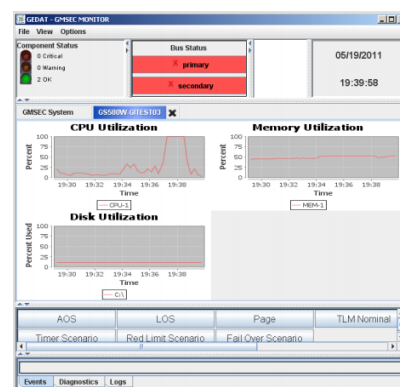 GEDAT - GMSEC MONITOR
File View Options
Component Status
0 Critical
0 Warning
2 OK
Bus Status
X primary
X secondary
05/19/2011
19:39:58
GMSEC System
GS580W GITEST03
CPU Utilization
Percent
100
75
50
25
0
19:30 19:32 19:34 19:36 19:38
Time
CPU-1
Memory Utilization
Percent
100
75
50
25
0
19:30 19:32 19:34 19:36 19:38
Time
MEM-1
Disk Utilization
Percent Used
100
75
50
25
0
19:30 19:32 19:34 19:36 19:38
Time
C:\
AOS LOS Page TLM Nominal
Timer Scenario Red Limit Scenario Fail Over Scenario
Events Diagnostics Logs